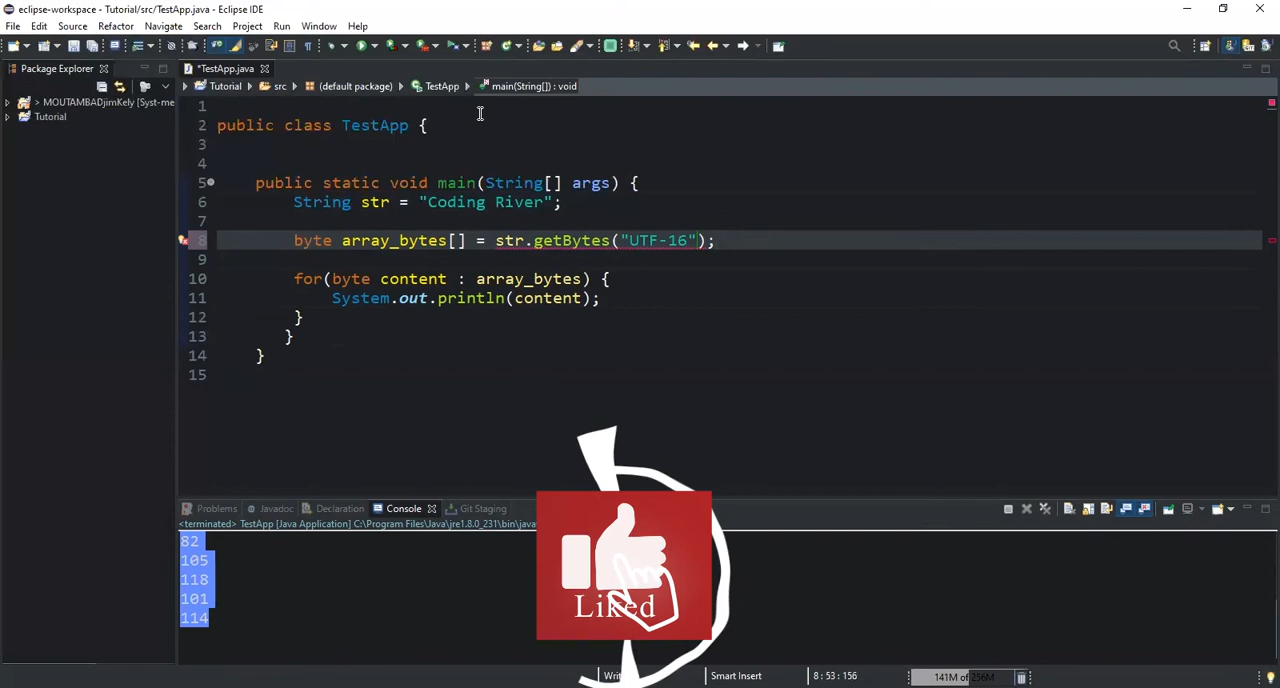 eclipse-workspace - Tutorial/src/TestApp.java - Eclipse IDE
File Edit Source Refactor Navigate Search Project Run Window Help
Package Explorer
*TestApp.java
Tutorial src (default package) TestApp main(String[]) : void
> MOUTAMBADjimKely [Syst-me
Tutorial
1
2 public class TestApp {
3
4
5 public static void main(String[] args) {
6 String str = "Coding River";
7
8 byte array_bytes[] = str.getBytes("UTF-16");
9
10 for(byte content : array_bytes) {
11 System.out.println(content);
12 }
13 }
14 }
15
Problems Javadoc Declaration Console Git Staging
<terminated> TestApp [Java Application] C:\Program Files\Java\jre1.8.0_231\bin\java
82
105
118
101
114
Liked
Smart Insert
8 : 53 : 156
141M of 256M